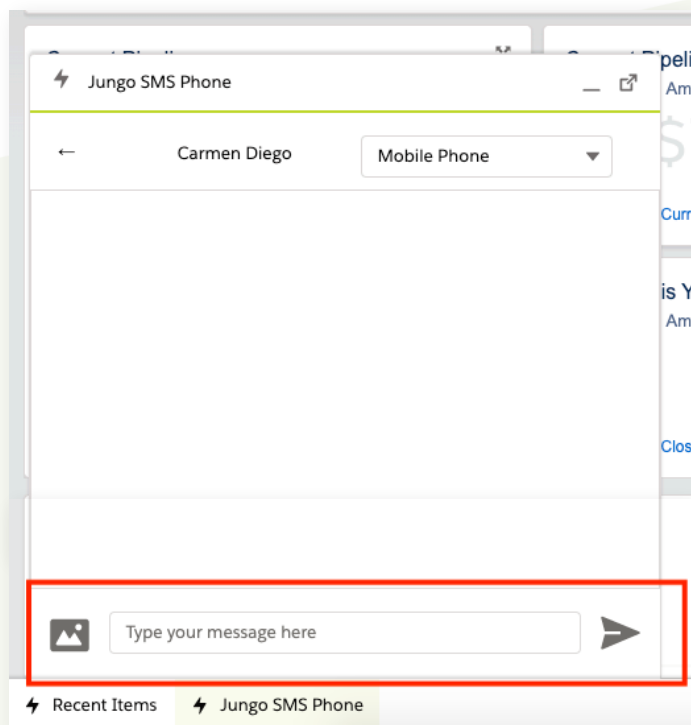 Jungo SMS Phone
Am
$
← Carmen Diego Mobile Phone
Curr
is Y
Am
Clos
Type your message here
Recent Items Jungo SMS Phone